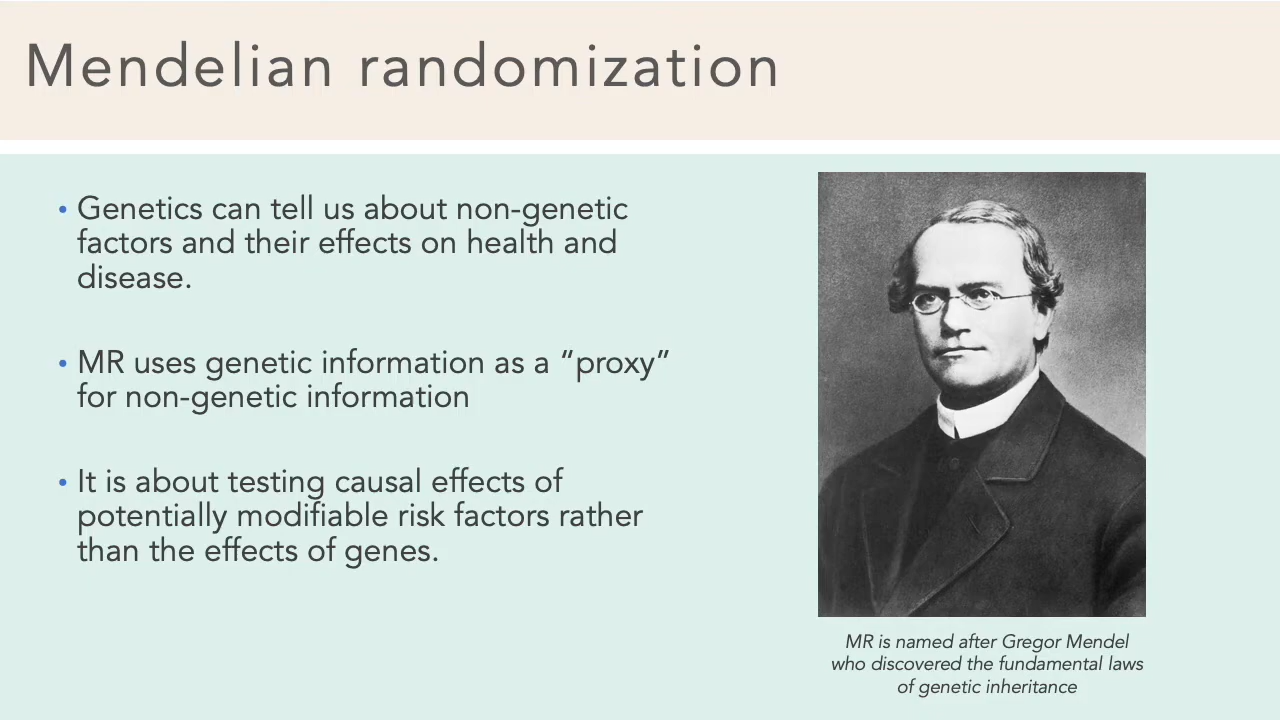 Mendelian randomization
• Genetics can tell us about non-genetic
factors and their effects on health and
disease.
• MR uses genetic information as a “proxy”
for non-genetic information
• It is about testing causal effects of
potentially modifiable risk factors rather
than the effects of genes.
MR is named after Gregor Mendel
who discovered the fundamental laws
of genetic inheritance